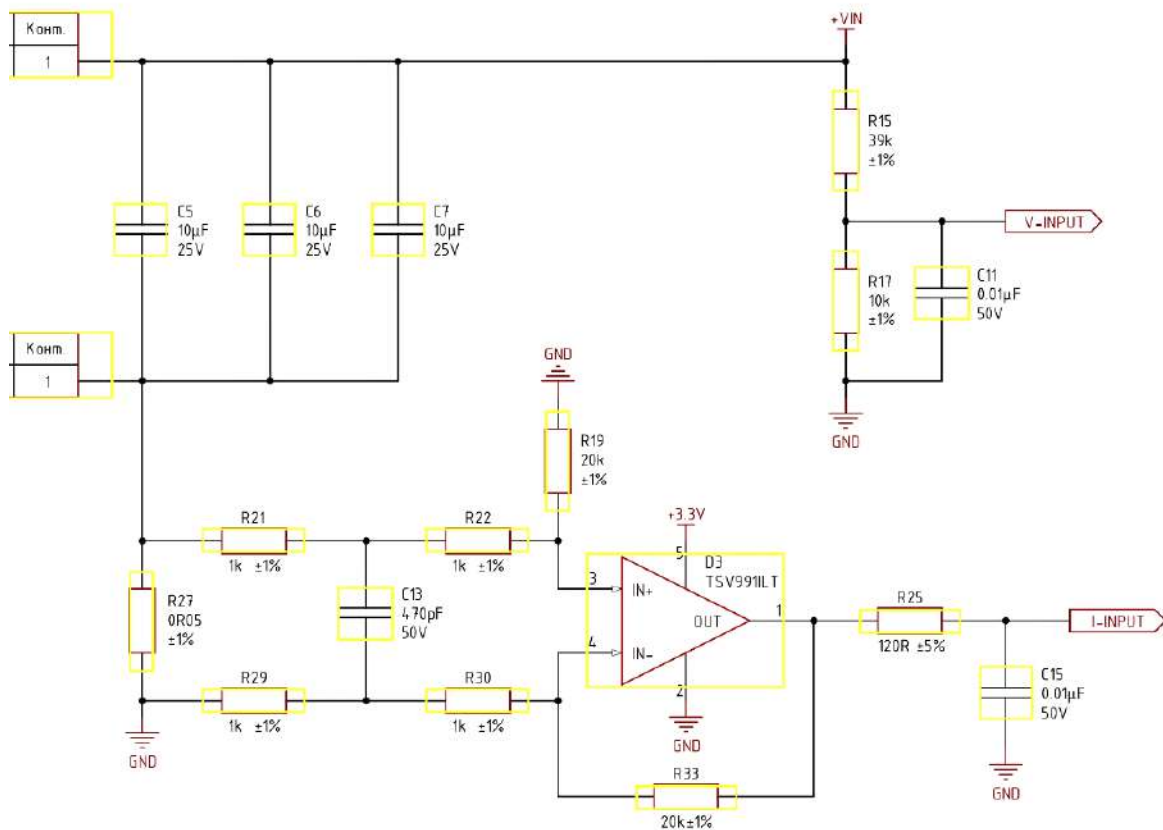 Конт.
1
+VIN
R15
39k
±1%
C5
10µF
25V
C6
10µF
25V
C7
10µF
25V
V-INPUT
R17
10k
±1%
C11
0.01µF
50V
Конт.
1
GND
GND
R19
20k
±1%
R21
1k ±1%
R22
1k ±1%
+3.3V
5
D3
TSV991ILT
3
IN+
OUT
1
4
IN-
2
GND
R27
0R05
±1%
C13
470pF
50V
R25
120R ±5%
I-INPUT
C15
0.01µF
50V
GND
R29
1k ±1%
R30
1k ±1%
GND
R33
20k±1%